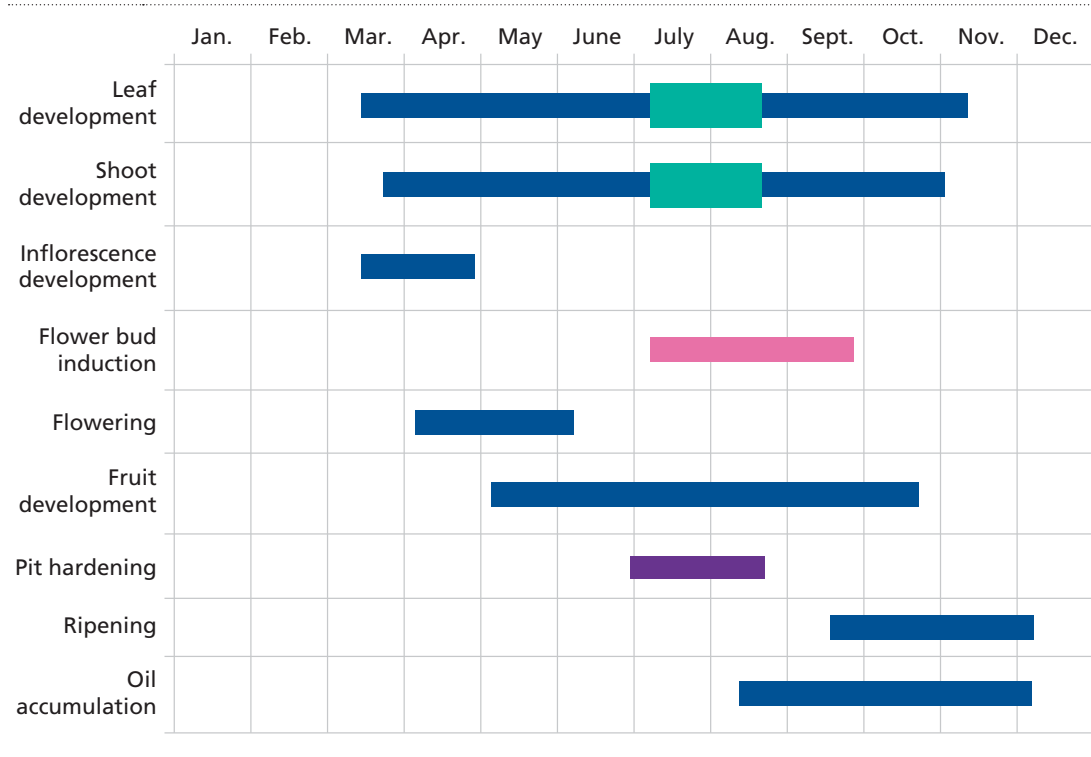 Jan. Feb. Mar. Apr. May June July Aug. Sept. Oct. Nov. Dec.
Leaf
development
Shoot
development
Inflorescence
development
Flower bud
induction
Flowering
Fruit
development
Pit hardening
Ripening
Oil
accumulation